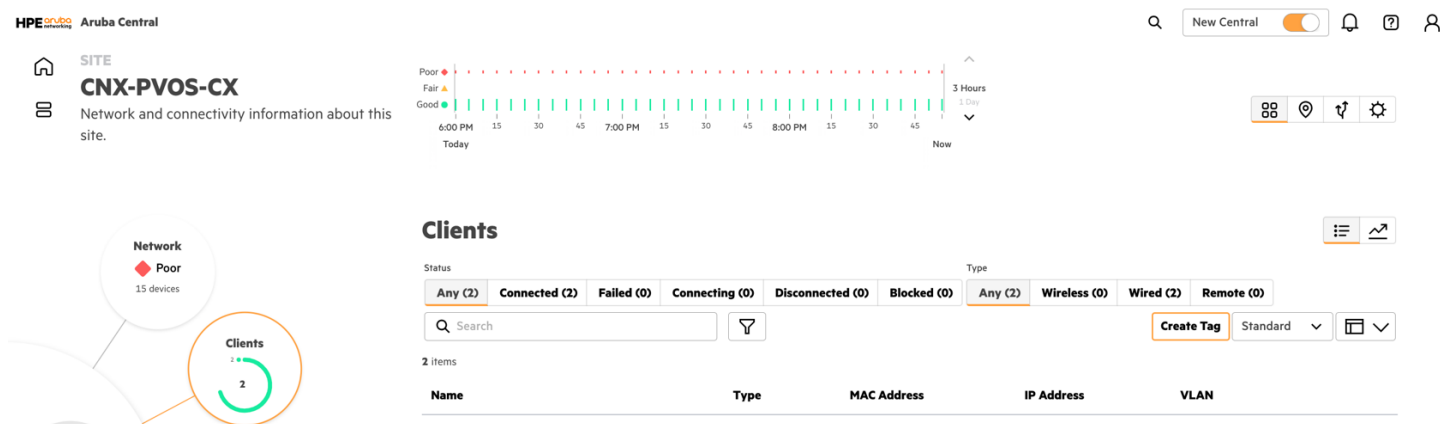 HPE aruba networking Aruba Central
New Central
SITE
CNX-PVOS-CX
Network and connectivity information about this
site.
Poor
Fair
Good
6:00 PM 15 30 45 7:00 PM 15 30 45 8:00 PM 15 30 45
Today
Now
3 Hours
1 Day
Network
Poor
15 devices
Clients
2
2
Clients
Status
Any (2) Connected (2) Failed (0) Connecting (0) Disconnected (0) Blocked (0)
Type
Any (2) Wireless (0) Wired (2) Remote (0)
Search
Create Tag Standard
2 items
Name Type MAC Address IP Address VLAN